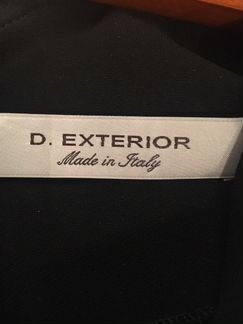 D. EXTERIOR
Made in Italy